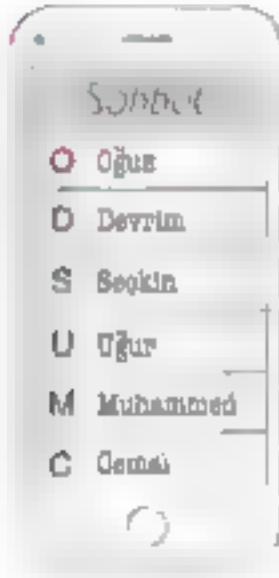 Sohbet
O Oğuz
D Devrim
S Seçkin
U Uğur
M Muhammed
C Cemal